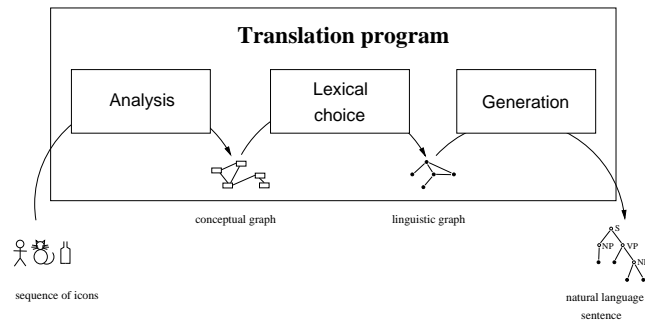 Translation program
Analysis
Lexical
choice
Generation
conceptual graph
linguistic graph
S
NP VP
sequence of icons
natural language
sentence